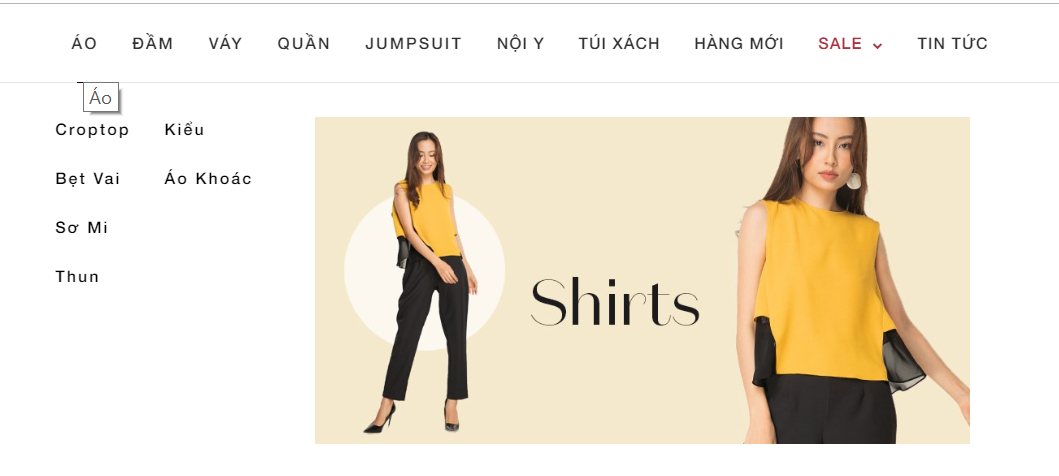 ÁO ĐẦM VÁY QUẦN JUMPSUIT NỘI Y TÚI XÁCH HÀNG MỚI SALE TIN TỨC
Áo
Croptop Kiểu
Bẹt Vai Áo Khoác
Sơ Mi
Thun
Shirts